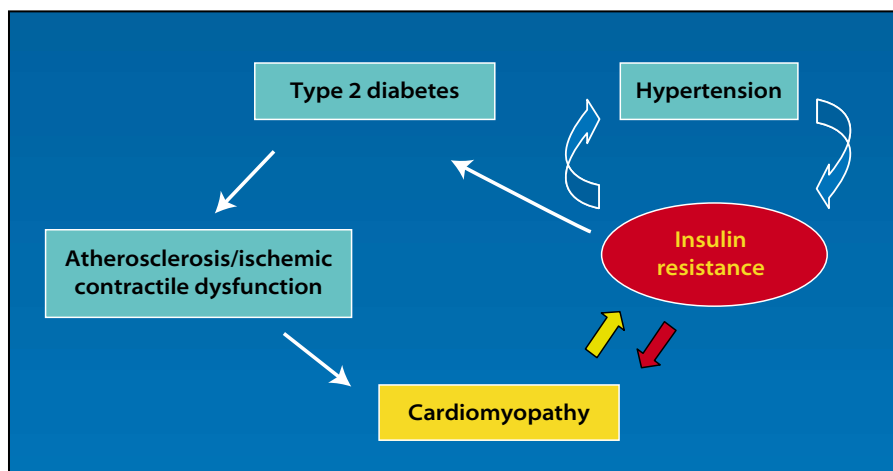 Type 2 diabetes
Hypertension
Insulin
resistance
Atherosclerosis/ischemic
contractile dysfunction
Cardiomyopathy